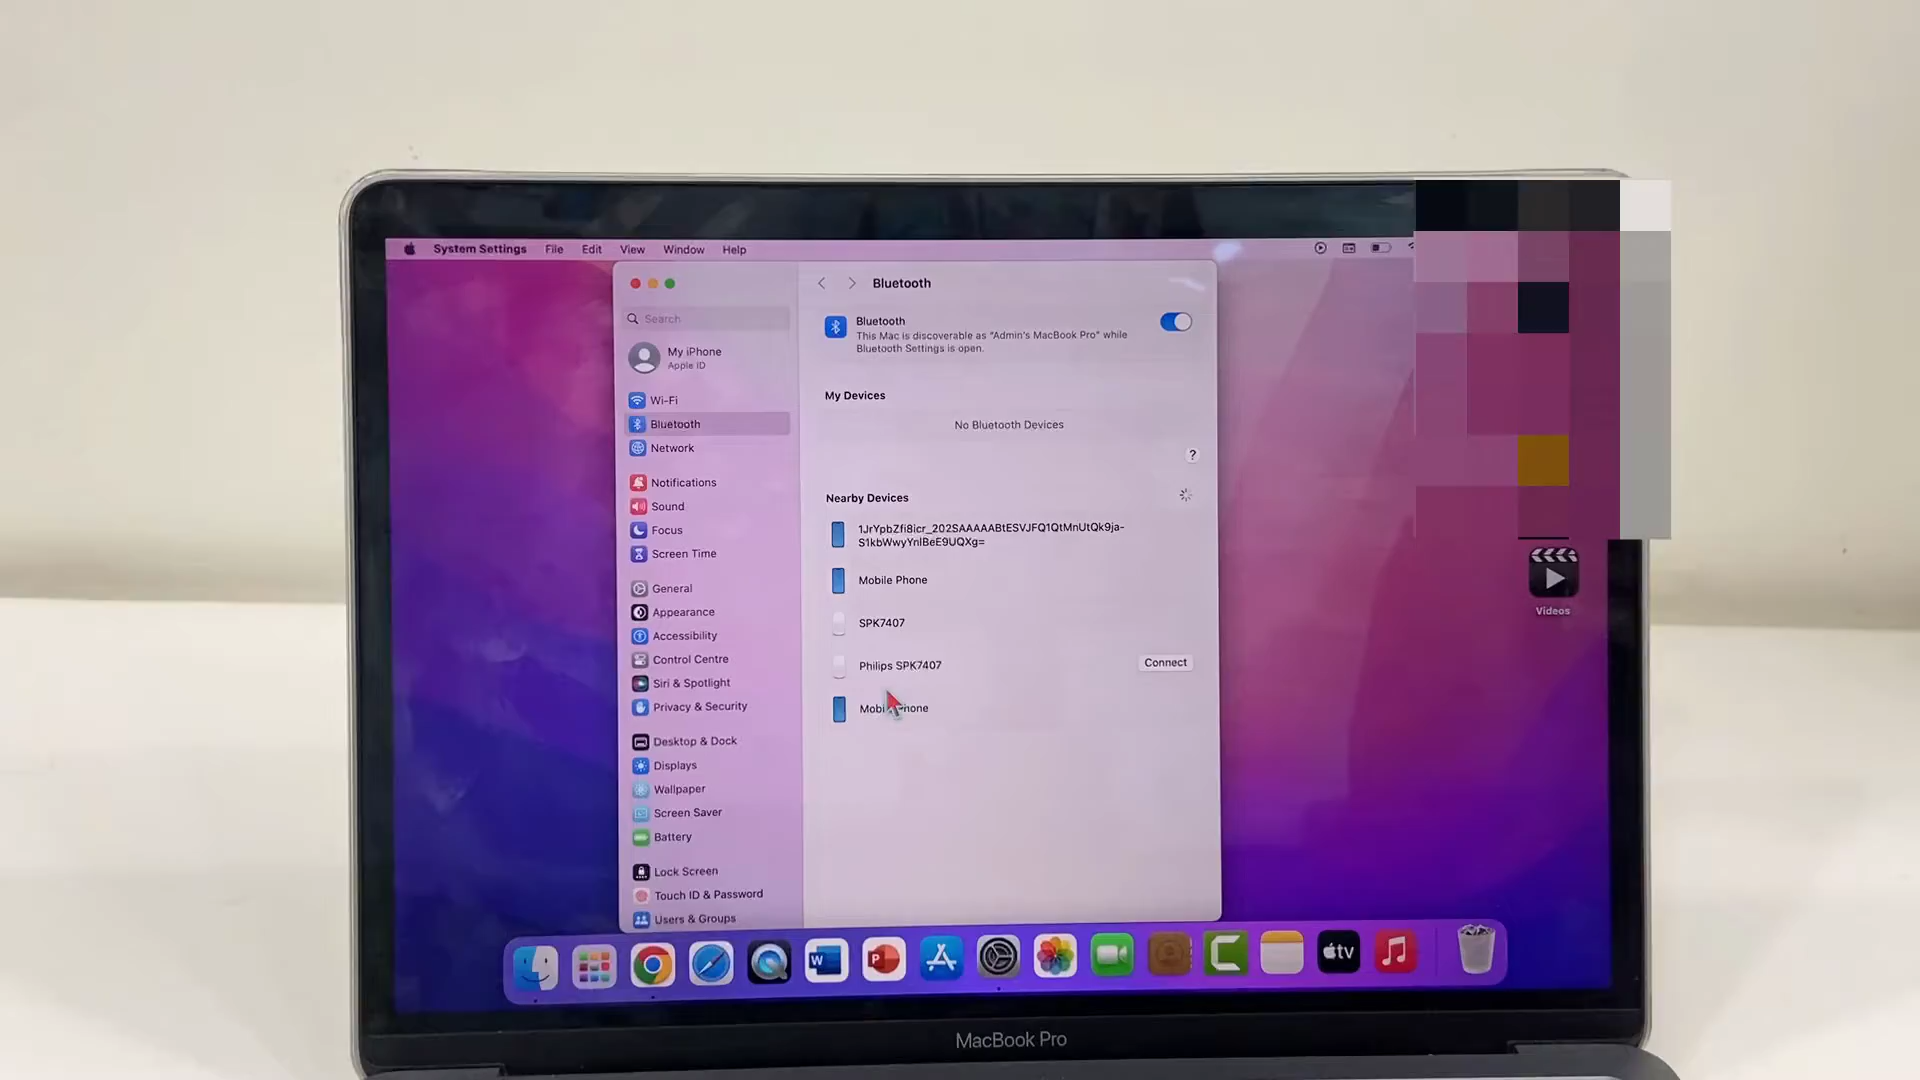 System Settings File Edit View Window Help
Bluetooth
Search
Bluetooth
This Mac is discoverable as "Admin's MacBook Pro" while
Bluetooth Settings is open.
My iPhone
Apple ID
My Devices
Wi-Fi
Bluetooth
No Bluetooth Devices
Network
?
Notifications
Nearby Devices
Sound
Focus
Screen Time
Mobile Phone
General
Appearance
SPK7407
Accessibility
Control Centre
Philips SPK7407
Connect
Siri & Spotlight
Privacy & Security
Desktop & Dock
Displays
Wallpaper
Screen Saver
Battery
Lock Screen
Touch ID & Password
Users & Groups
Videos
W
P
tv
MacBook Pro